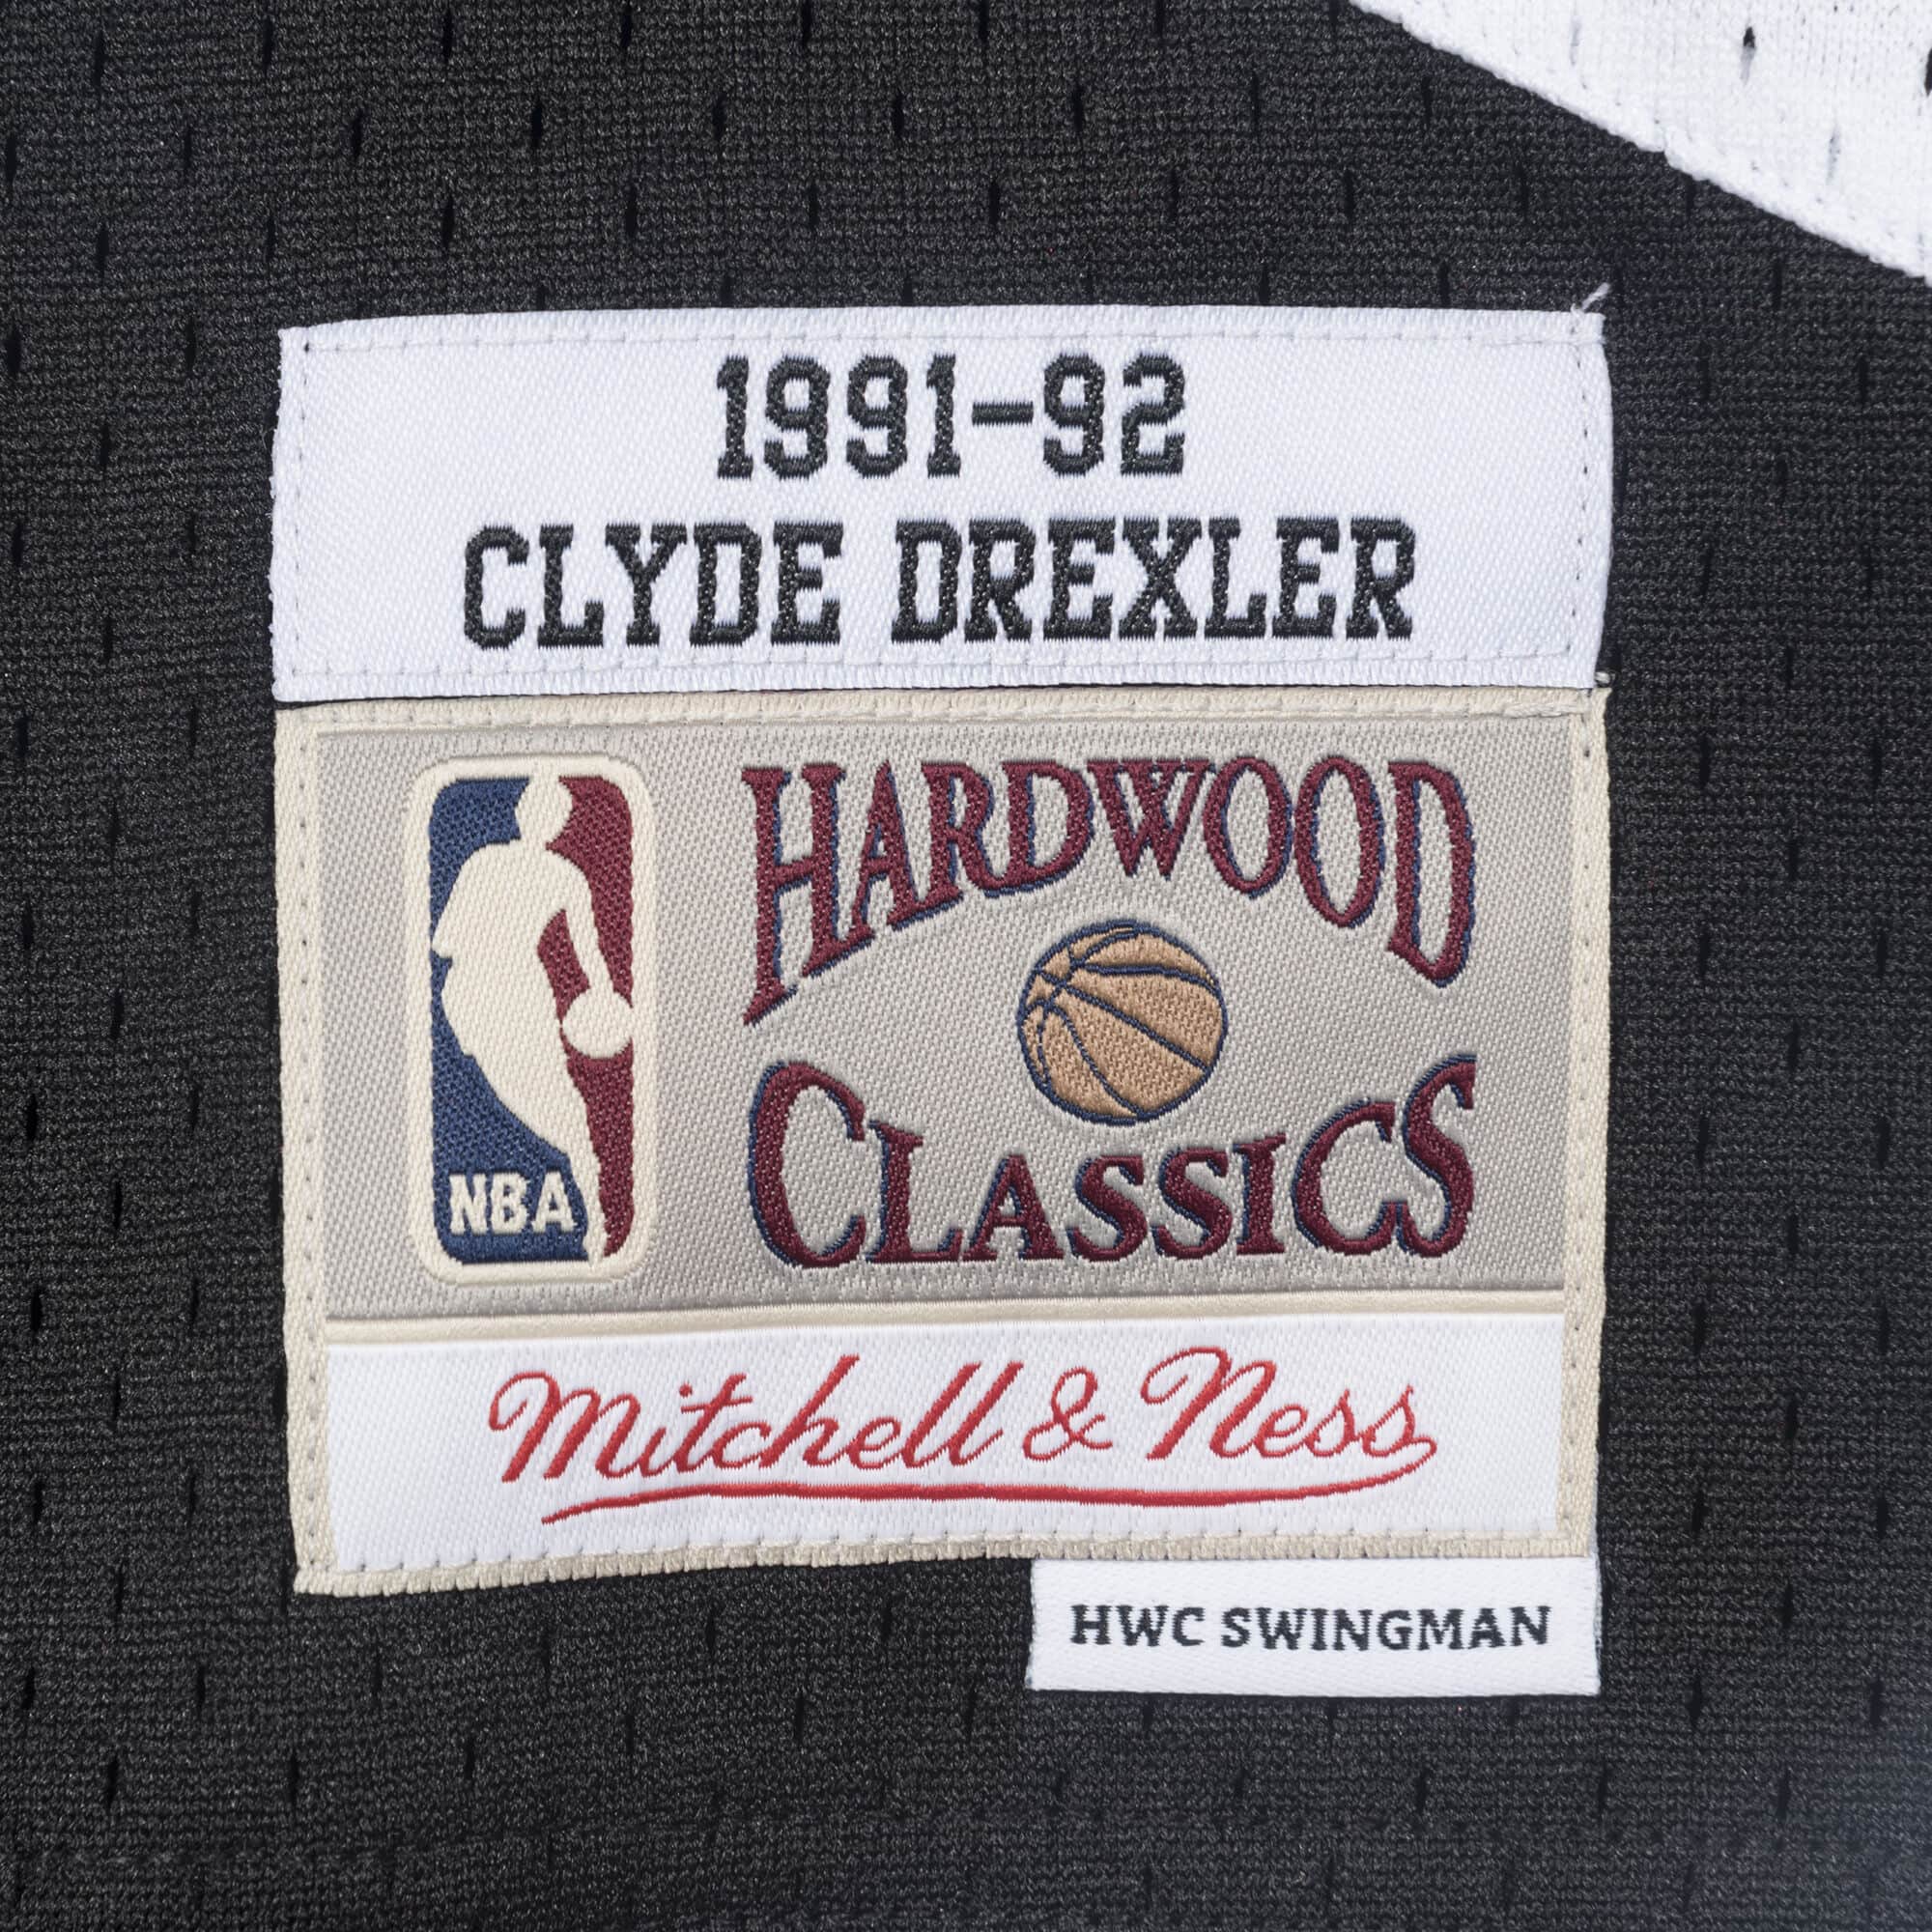 1991-92
CLYDE DREXLER
HARDWOOD
CLASSICS
NBA
Mitchell & Ness
HWC SWINGMAN